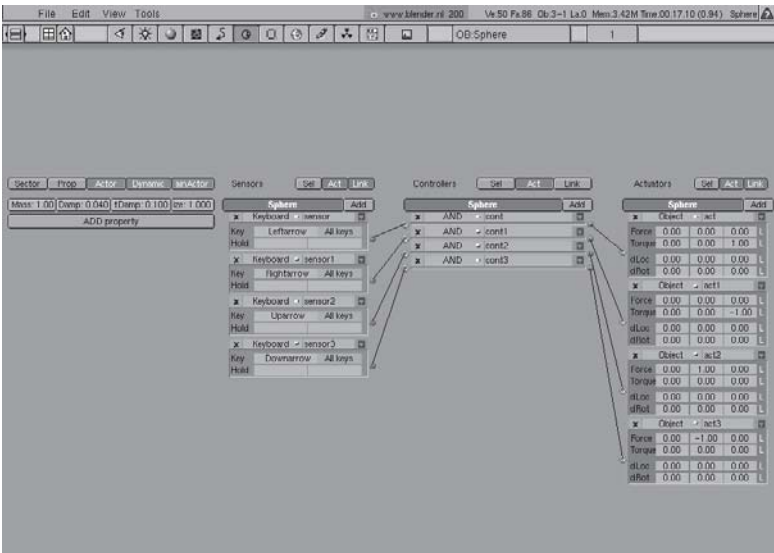 File Edit View Tools www.blender.nl 200 Ve:50 Fa:86 Ob:3-1 La:0 Mem:3.42M Time:00.17.10 (0.94) Sphere
OB:Sphere 1
Sector Prop Actor Dynamic Sensors Sel Act Link Controllers Sel Act Link Actuators Sel Act Link
Mass: 1.00 Damp: 0.040 ize: 1.000 Sphere Add Sphere Add Sphere Add
ADD property
x Keyboard sensor
Key Leftarrow All keys
Hold
x Keyboard sensor1
Key Rightarrow All keys
Hold
x Keyboard sensor2
Key Uparrow All keys
Hold
x Keyboard sensor3
Key Downarrow All keys
Hold
x AND cont
x AND cont1
x AND cont2
x AND cont3
x Object act
Force 0.00 0.00 0.00 L
Torque 0.00 0.00 1.00 L
dLoc 0.00 0.00 0.00 L
dRot 0.00 0.00 0.00 L
x Object act1
Force 0.00 0.00 0.00 L
Torque 0.00 0.00 -1.00 L
dLoc 0.00 0.00 0.00 L
dRot 0.00 0.00 0.00 L
x Object act2
Force 0.00 1.00 0.00 L
Torque 0.00 0.00 0.00 L
dLoc 0.00 0.00 0.00 L
dRot 0.00 0.00 0.00 L
x Object act3
Force 0.00 -1.00 0.00 L
Torque 0.00 0.00 0.00 L
dLoc 0.00 0.00 0.00 L
dRot 0.00 0.00 0.00 L